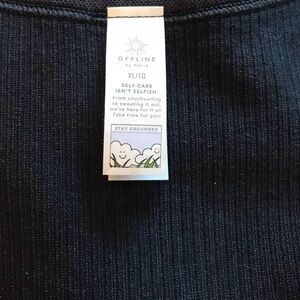 OFFLINE
by aerie
XL/TG
SELF-CARE
ISN'T SELFISH.
From couchsurfing
to sweating it out,
we're here for it all
Take time for you!
STAY GROUNDED